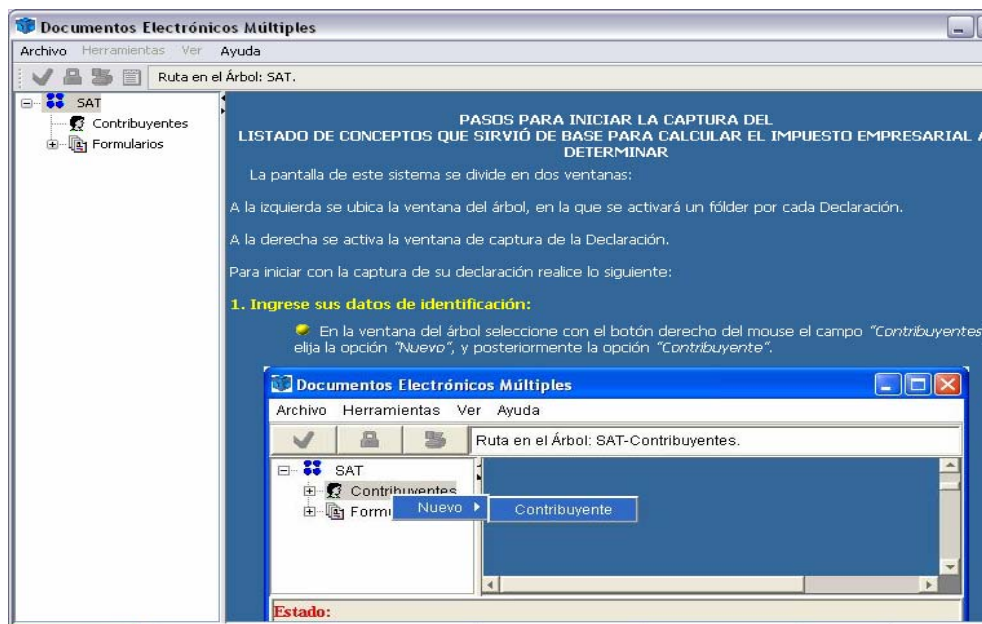 Documentos Electrónicos Múltiples
Archivo Herramientas Ver Ayuda
Ruta en el Árbol: SAT.
SAT
Contribuyentes
Formularios
PASOS PARA INICIAR LA CAPTURA DEL
LISTADO DE CONCEPTOS QUE SIRVIÓ DE BASE PARA CALCULAR EL IMPUESTO EMPRESARIAL A
DETERMINAR
La pantalla de este sistema se divide en dos ventanas:
A la izquierda se ubica la ventana del árbol, en la que se activará un fólder por cada Declaración.
A la derecha se activa la ventana de captura de la Declaración.
Para iniciar con la captura de su declaración realice lo siguiente:
1. Ingrese sus datos de identificación:
En la ventana del árbol seleccione con el botón derecho del mouse el campo "Contribuyentes
elija la opción "Nuevo", y posteriormente la opción "Contribuyente".
Documentos Electrónicos Múltiples
Archivo Herramientas Ver Ayuda
Ruta en el Árbol: SAT-Contribuyentes.
SAT
Contribuyentes
Formu
Nuevo
Contribuyente
Estado: